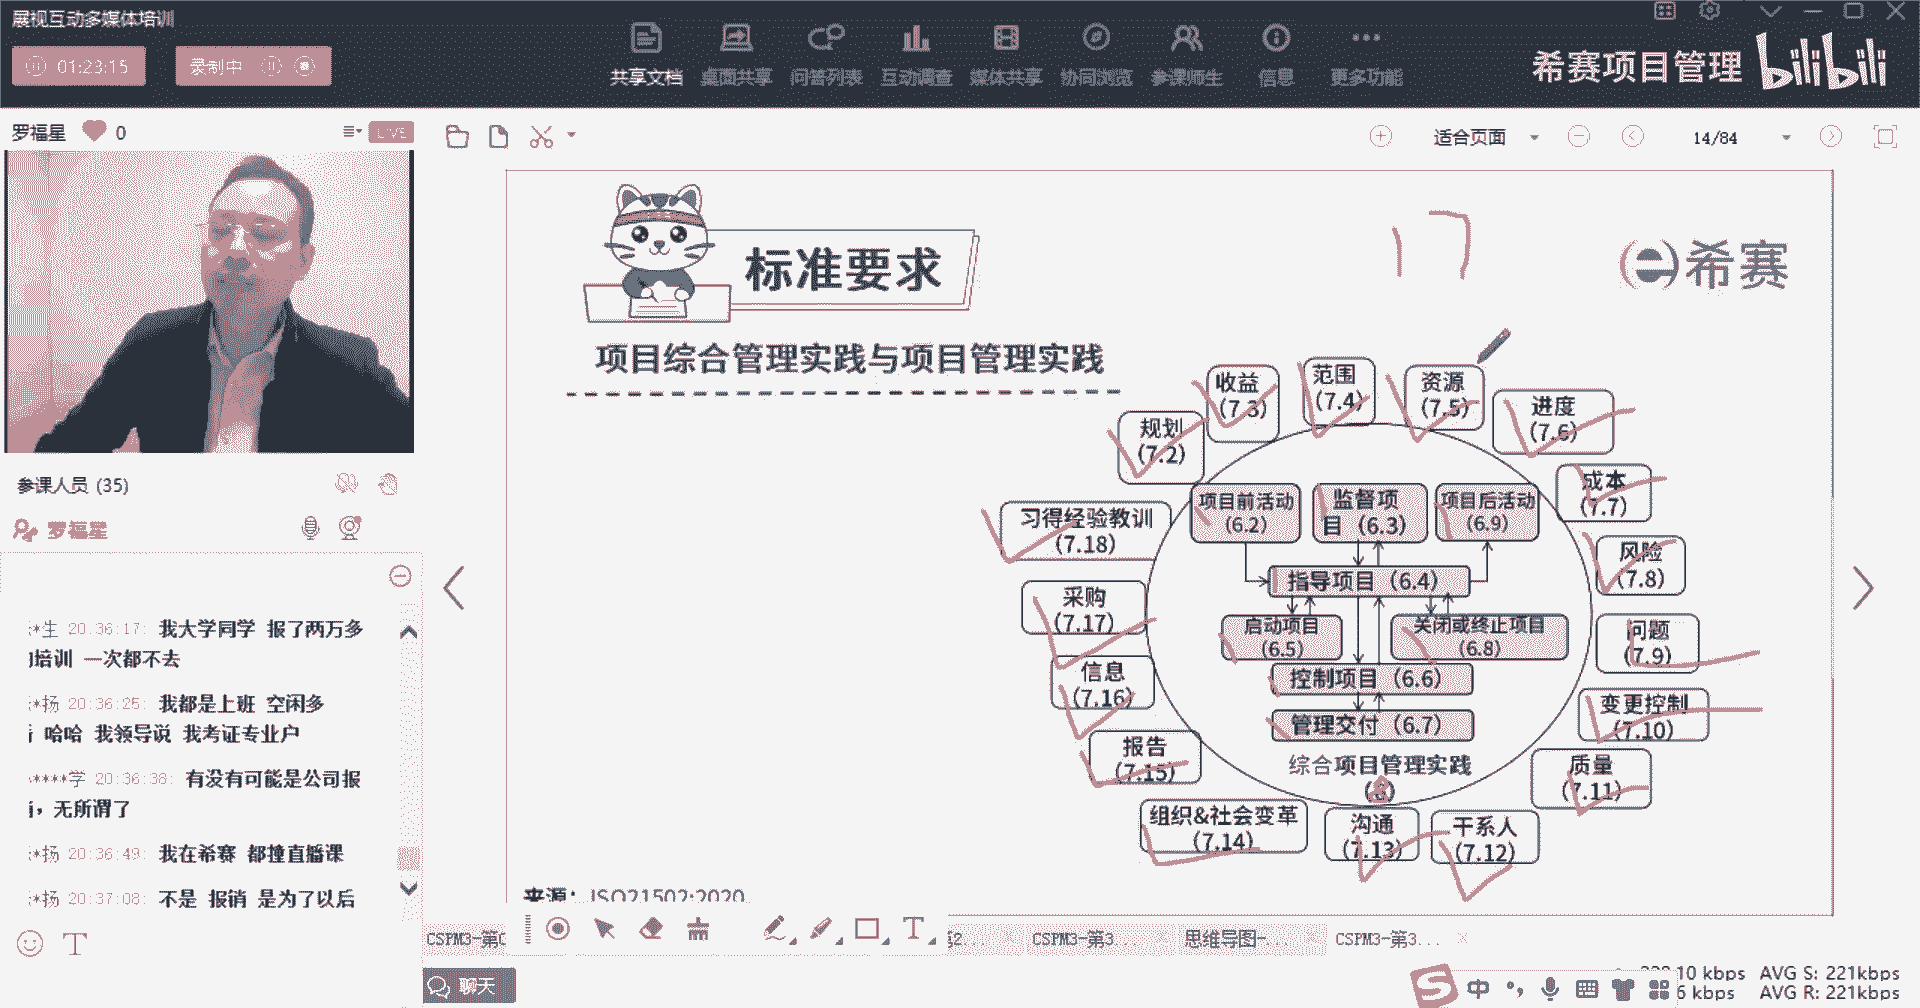 展视互动多媒体培训
01:23:15
录制中
共享文档
桌面共享
问答列表
互动调查
媒体共享
协同浏览
参课师生
信息
更多功能
希赛项目管理
bilibili
罗福星
0
LIVE
适合页面
14/84
参课人员 (35)
罗福星
*生 20:36:17: 我大学同学 报了两万多
培训 一次都不去
*扬 20:36:25: 我都是上班 空闲多
哈哈 我领导说 我考证专业户
****学 20:36:38: 有没有可能是公司报
，无所谓了
*扬 20:36:49: 我在希赛 都撞直播课
*扬 20:37:08: 不是 报销 是为了以后
标准要求
17
希赛
项目综合管理实践与项目管理实践
规划
(7.2)
收益
(7.3)
范围
(7.4)
资源
(7.5)
进度
(7.6)
成本
(7.7)
风险
(7.8)
问题
(7.9)
变更控制
(7.10)
质量
(7.11)
干系人
(7.12)
沟通
(7.13)
组织&社会变革
(7.14)
报告
(7.15)
信息
(7.16)
采购
(7.17)
习得经验教训
(7.18)
项目前活动
(6.2)
监督项
目（6.3）
项目后活动
(6.9)
指导项目（6.4）
启动项目
(6.5)
关闭或终止项目
(6.8)
控制项目（6.6）
管理交付（6.7）
综合项目管理实践
来源：ISO21502:2020
CSPM3-第
2...
CSPM3-第3...
思维导图-...
CSPM3-第3...
聊天
中
10 kbps AVG S: 221kbps
6 kbps AVG R: 221kbps